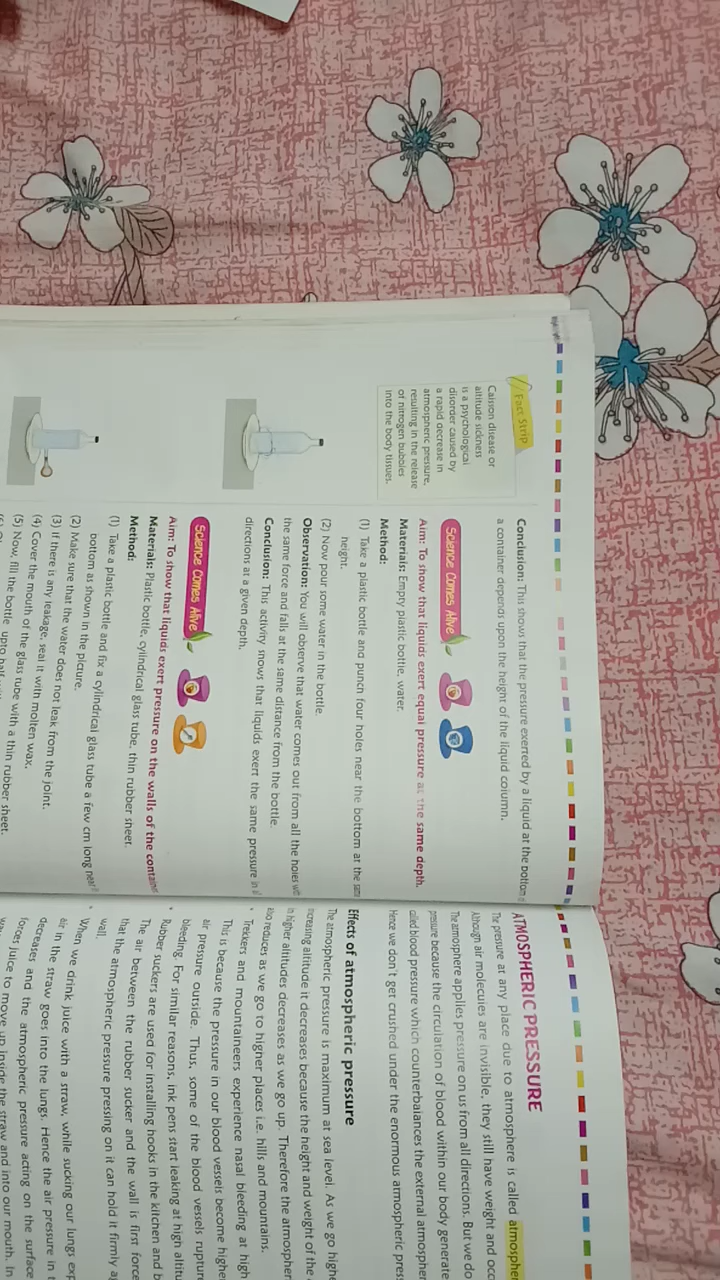 Conclusion: This shows that the pressure exerted by a liquid at the bottom
a container depends upon the height of the liquid column.
Fact Strip
Caission disease or
altitude sickness
is a psychological
disorder caused by
a rapid decrease in
atmospheric pressure,
resulting in the release
of nitrogen bubbles
into the body tissues.
Science Comes Alive
Aim: To show that liquids exert equal pressure at the same depth.
Materials: Empty plastic bottle, water.
Method:
(1) Take a plastic bottle and punch four holes near the bottom at the
height.
(2) Now pour some water in the bottle.
Observation: You will observe that water comes out from all the holes
the same force and falls at the same distance from the bottle.
Conclusion: This activity shows that liquids exert the same pressure in
directions at a given depth.
Science Comes Alive
Aim: To show that liquids exert pressure on the walls of the
Materials: Plastic bottle, cylindrical glass tube, thin rubber sheet.
Method:
(1) Take a plastic bottle and fix a cylindrical glass tube a few cm long near
bottom as shown in the picture.
(2) Make sure that the water does not leak from the joint.
(3) If there is any leakage, seal it with molten wax.
(4) Cover the mouth of the glass tube with a thin rubber sheet.
(5) Now, fill the bottle upto half
ATMOSPHERIC PRESSURE
The pressure at any place due to atmosphere is called
Although air molecules are invisible, they still have weight and
The atmosphere applies pressure on us from all directions. But we do
pressure because the circulation of blood within our body
called blood pressure which counterbalances the external
Hence we don't get crushed under the enormous atmospheric
Effects of atmospheric pressure
The atmospheric pressure is maximum at sea level. As we go
increasing altitude it decreases because the height and weight of the
in higher altitudes decreases as we go up. Therefore the
also reduces as we go to higher places i.e. hills and mountains.
• Trekkers and mountaineers experience nasal bleeding at high
This is because the pressure in our blood vessels become
air pressure outside. Thus, some of the blood vessels
bleeding. For similar reasons, ink pens start leaking at high
• Rubber suckers are used for installing hooks in the kitchen and
The air between the rubber sucker and the wall is first
that the atmospheric pressure pressing on it can hold it firmly
wall.
• When we drink juice with a straw, while sucking our lungs
air in the straw goes into the lungs. Hence the air pressure in
decreases and the atmospheric pressure acting on the surface
forces juice to move up inside the straw and into our mouth. In